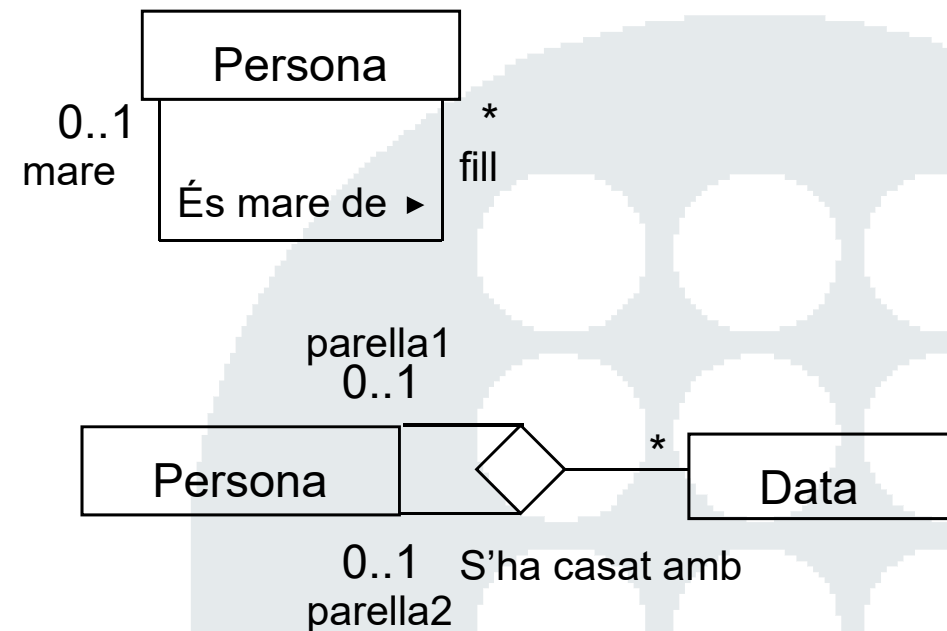 Persona
0..1
*
mare
fill
És mare de ►
parella1
0..1
*
Persona
Data
0..1
S’ha casat amb
parella2